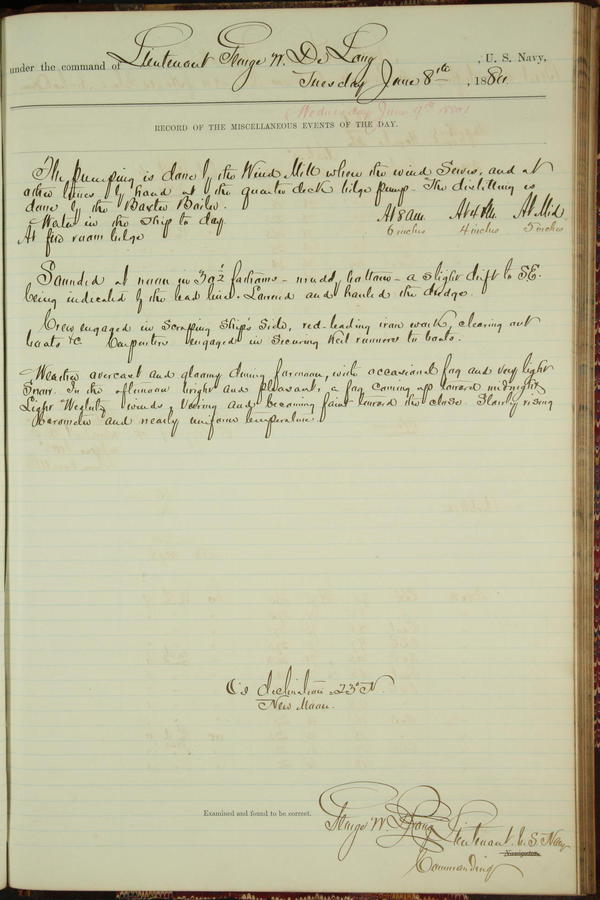 under the command of Lieutenant George W. De Long, U. S. Navy,
Tuesday June 8th, 1880.
(Wednesday June 9th 1880)
RECORD OF THE MISCELLANEOUS EVENTS OF THE DAY.
The pumping is done by the Wind Mill when the wind serves, and at
other times by hand at the quarter deck bilge pump. The distilling is
done by the Baxter Boiler.
Water in the ship to day. At 8 am. At 4 PM. At Mid
At fire room bilge 6 inches 4 inches 5 inches
Sounded at noon in 39½ fathoms - muddy bottom - a slight drift to SE.
being indicated by the lead line. Lowered and hauled the dredge.
Crew engaged in Scraping Ship's Side, red-leading iron work, clearing out
boats &c. Carpenters engaged in securing keel runners to boats.
Weather overcast and gloomy during forenoon, with occasional fog and very light
Snow. In the afternoon bright and pleasant, a fog coming up toward midnight.
Light Westerly winds, veering and becoming faint toward the close. Slowly rising
barometer and nearly uniform temperature.
☾'s declination 23° N.
New Moon.
Examined and found to be correct.
George W. De Long Lieutenant. U. S. Navy
Navigator.
Commanding